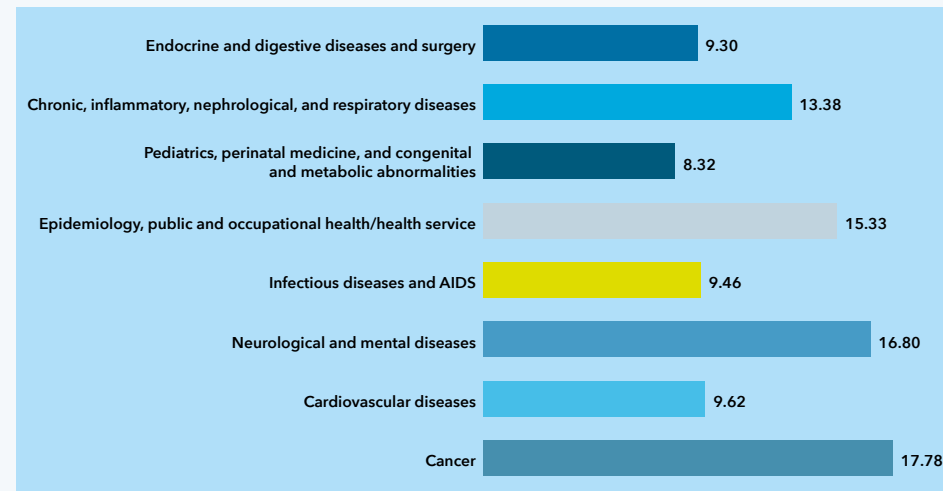 Endocrine and digestive diseases and surgery 9.30
Chronic, inflammatory, nephrological, and respiratory diseases 13.38
Pediatrics, perinatal medicine, and congenital
and metabolic abnormalities 8.32
Epidemiology, public and occupational health/health service 15.33
Infectious diseases and AIDS 9.46
Neurological and mental diseases 16.80
Cardiovascular diseases 9.62
Cancer 17.78